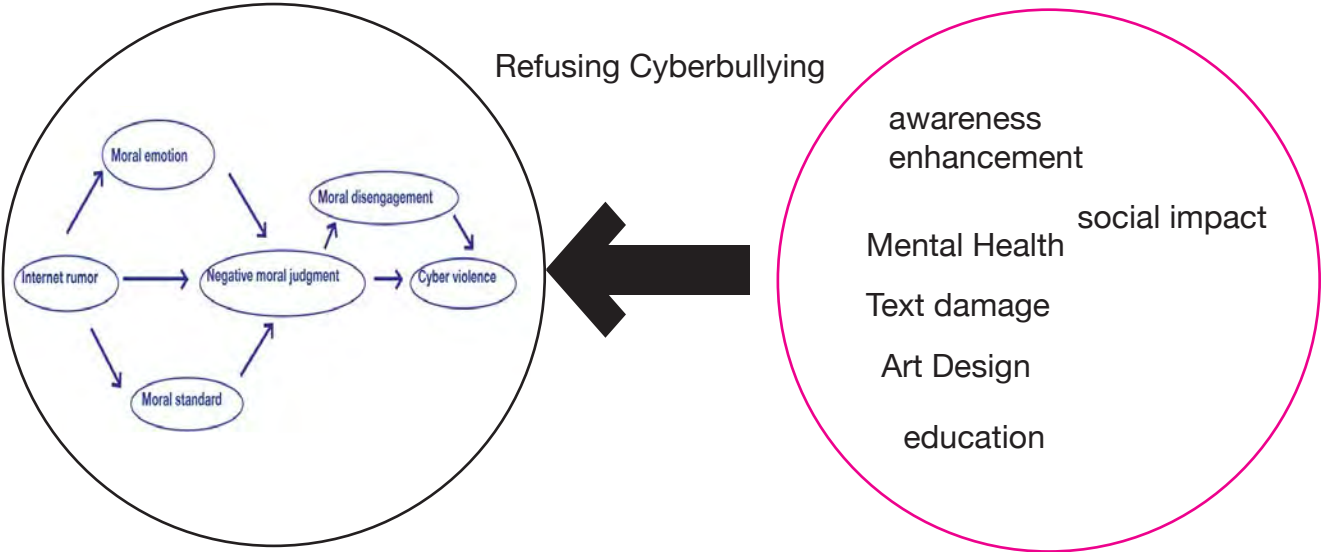 Refusing Cyberbullying
Moral emotion
Moral disengagement
Internet rumor
Negative moral judgment
Cyber violence
Moral standard
awareness
enhancement
social impact
Mental Health
Text damage
Art Design
education